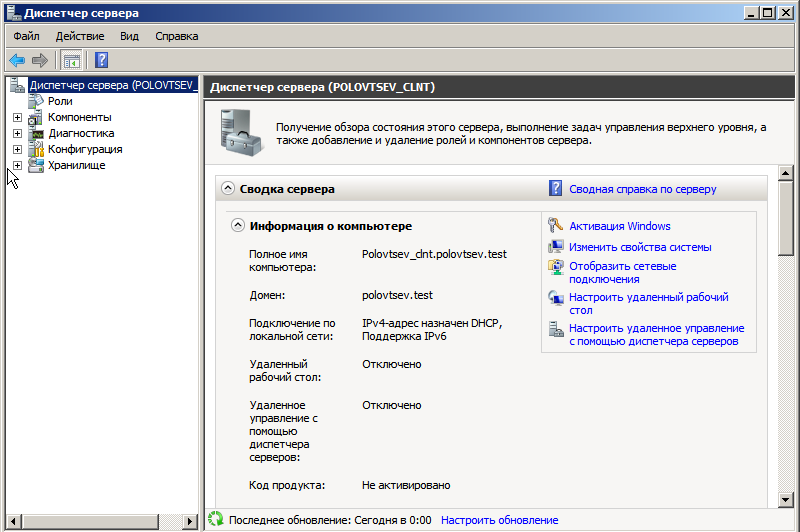 Диспетчер сервера
Файл Действие Вид Справка
Диспетчер сервера (POLOVTSEV_
Роли
Компоненты
Диагностика
Конфигурация
Хранилище
Диспетчер сервера (POLOVTSEV_CLNT)
Получение обзора состояния этого сервера, выполнение задач управления верхнего уровня, а
также добавление и удаление ролей и компонентов сервера.
Сводка сервера
Сводная справка по серверу
Информация о компьютере
Полное имя
компьютера:
Polovtsev_clnt.polovtsev.test
Домен:
polovtsev.test
Подключение по
локальной сети:
IPv4-адрес назначен DHCP,
Поддержка IPv6
Удаленный
рабочий стол:
Отключено
Удаленное
управление с
помощью
диспетчера
серверов:
Отключено
Код продукта:
Не активировано
Активация Windows
Изменить свойства системы
Отобразить сетевые
подключения
Настроить удаленный рабочий
стол
Настроить удаленное управление
с помощью диспетчера серверов
Последнее обновление: Сегодня в 0:00 Настроить обновление